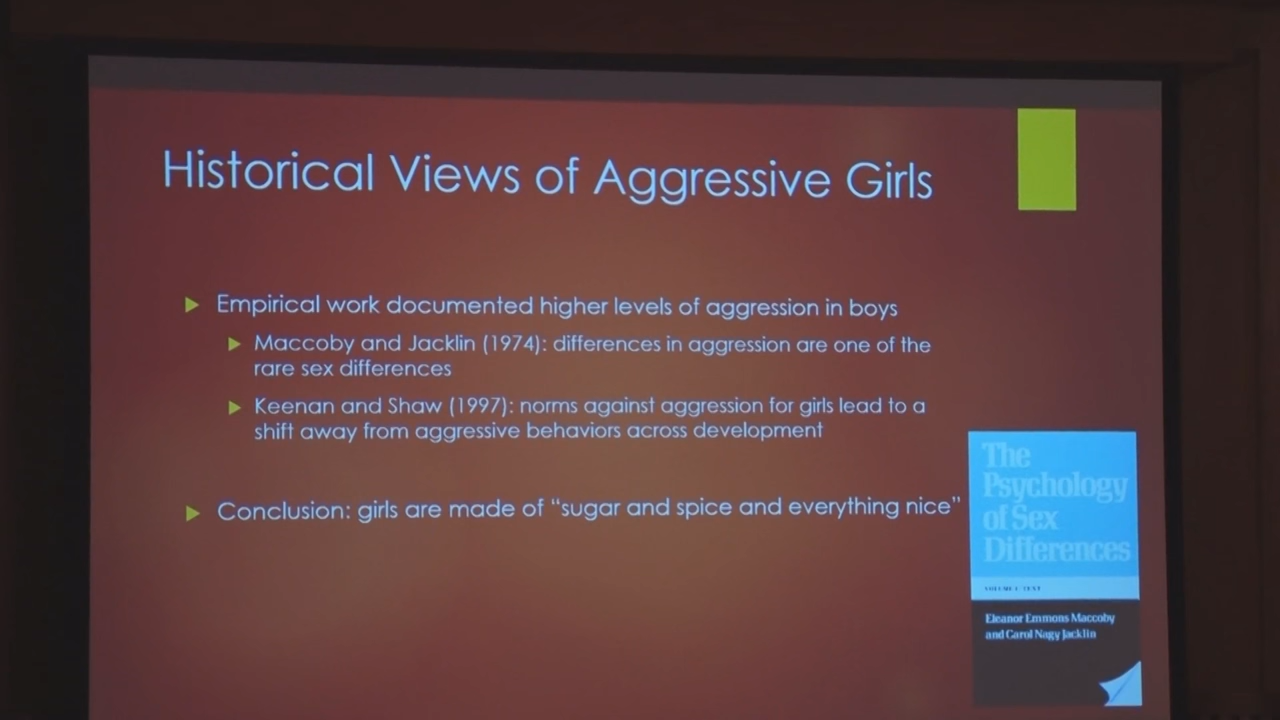 Historical Views of Aggressive Girls
Empirical work documented higher levels of aggression in boys
Maccoby and Jacklin (1974): differences in aggression are one of the
rare sex differences
Keenan and Shaw (1997): norms against aggression for girls lead to a
shift away from aggressive behaviors across development
Conclusion: girls are made of “sugar and spice and everything nice”
The
Psychology
of Sex
Differences
VOLUME I: TEXT
Eleanor Emmons Maccoby
and Carol Nagy Jacklin